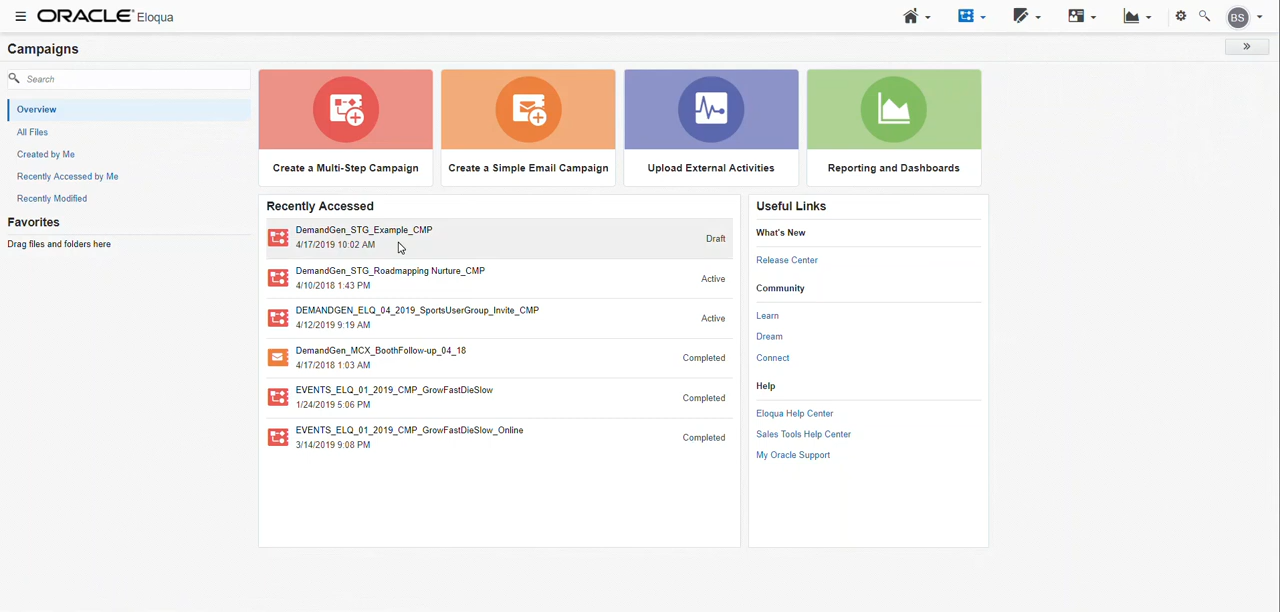 ORACLE® Eloqua
BS
Campaigns
»
Search
Overview
All Files
Created by Me
Recently Accessed by Me
Recently Modified
Favorites
Drag files and folders here
Create a Multi-Step Campaign
Create a Simple Email Campaign
Upload External Activities
Reporting and Dashboards
Recently Accessed
DemandGen_STG_Example_CMP
4/17/2019 10:02 AM
Draft
DemandGen_STG_Roadmapping Nurture_CMP
4/10/2018 1:43 PM
Active
DEMANDGEN_ELQ_04_2019_SportsUserGroup_Invite_CMP
4/12/2019 9:19 AM
Active
DemandGen_MCX_BoothFollow-up_04_18
4/17/2018 1:03 AM
Completed
EVENTS_ELQ_01_2019_CMP_GrowFastDieSlow
1/24/2019 5:06 PM
Completed
EVENTS_ELQ_01_2019_CMP_GrowFastDieSlow_Online
3/14/2019 9:08 PM
Completed
Useful Links
What's New
Release Center
Community
Learn
Dream
Connect
Help
Eloqua Help Center
Sales Tools Help Center
My Oracle Support